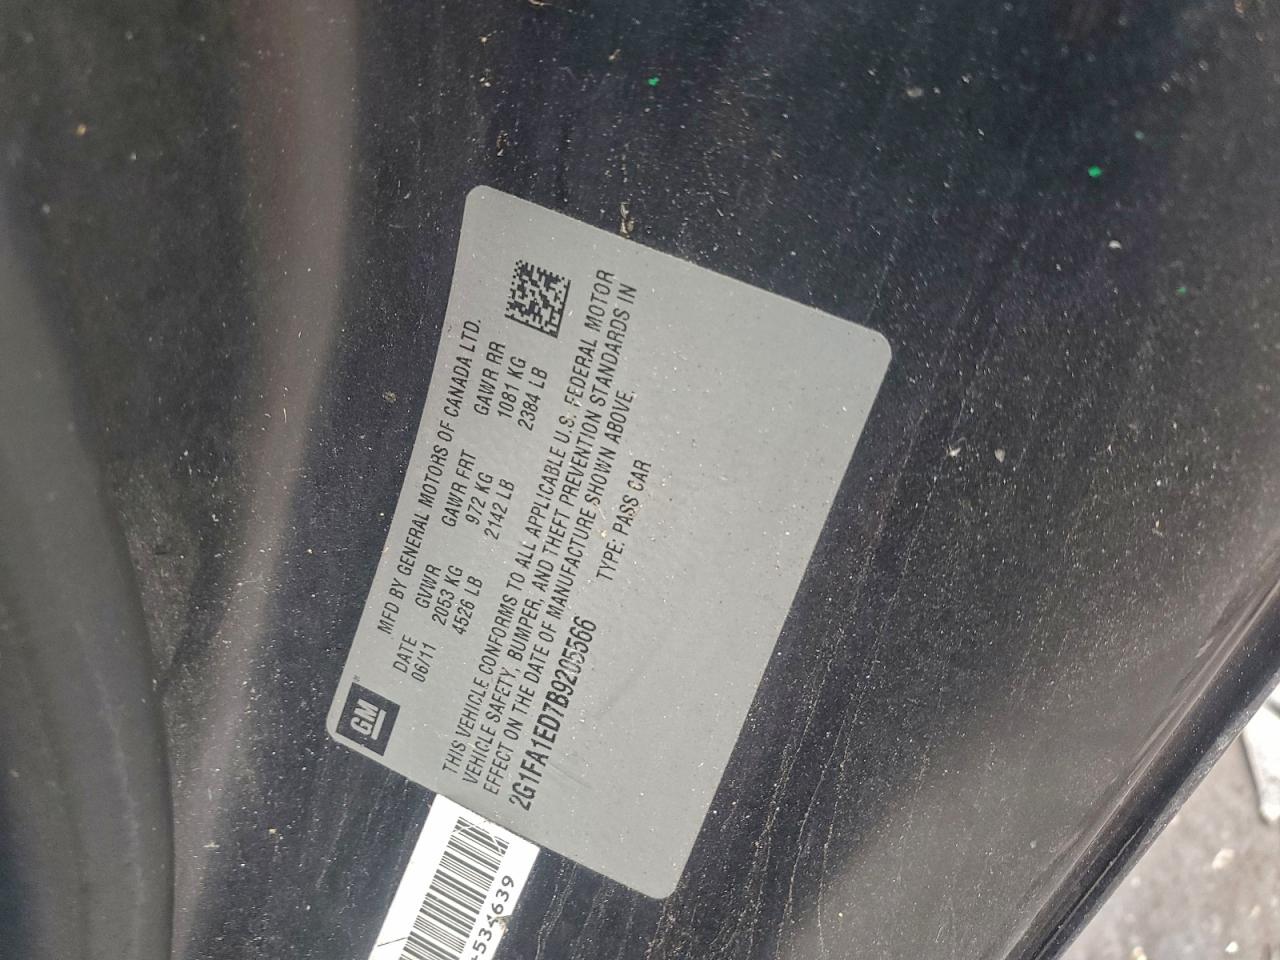 GM
MFD BY GENERAL MOTORS OF CANADA LTD.
DATE GVWR GAWR FRT GAWR RR
06/11 2053 KG 972 KG 1081 KG
4526 LB 2142 LB 2384 LB
THIS VEHICLE CONFORMS TO ALL APPLICABLE U.S. FEDERAL MOTOR
VEHICLE SAFETY, BUMPER, AND THEFT PREVENTION STANDARDS IN
EFFECT ON THE DATE OF MANUFACTURE SHOWN ABOVE.
2G1FA1ED7B9205566 TYPE: PASS CAR
534639